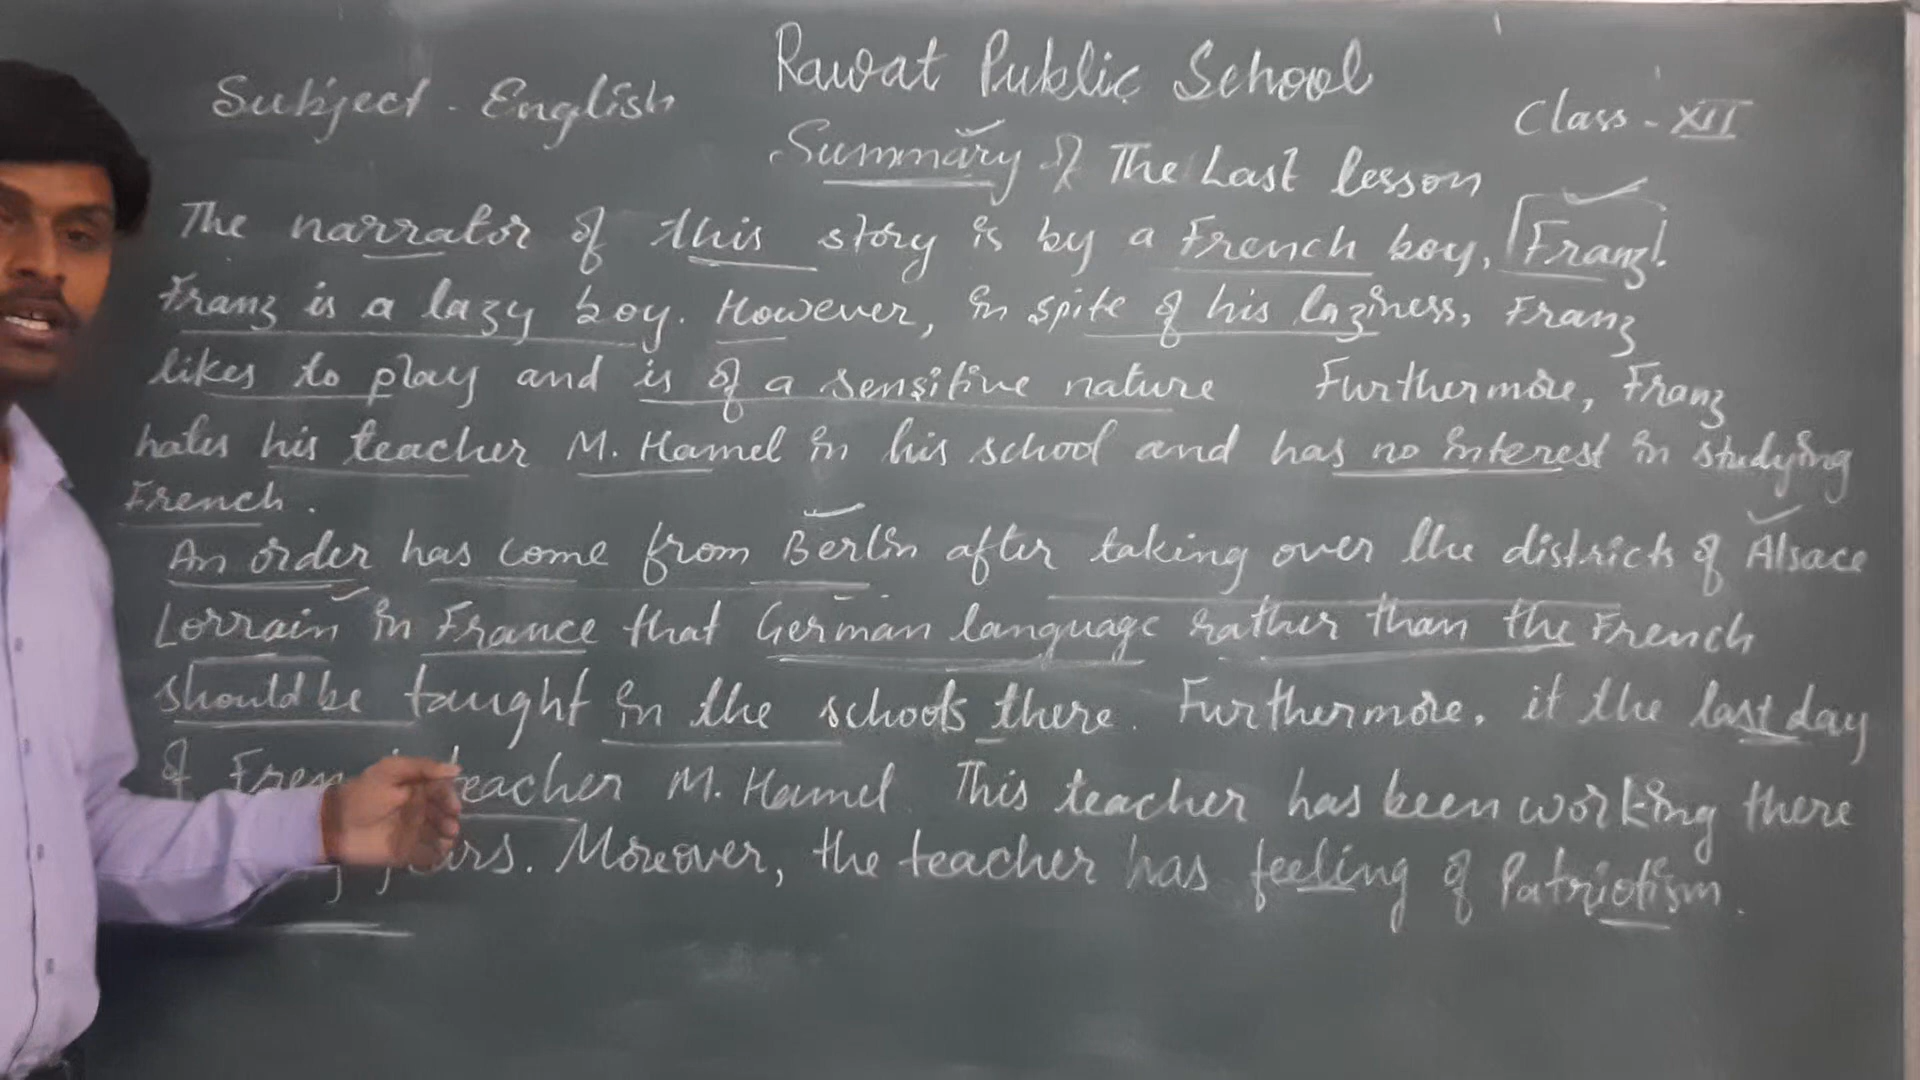 Rawat Public School
Subject - English
Class - XII
Summary of The Last lesson
The narrator of this story is by a French boy, Franz.
Franz is a lazy boy. However, in spite of his laziness, Franz
likes to play and is of a sensitive nature Furthermore, Franz
hates his teacher M. Hamel in his school and has no interest in studying
French.
An order has come from Berlin after taking over the districts of Alsace
Lorrain in France that German language rather than the French
should be taught in the schools there. Furthermore, it the last day
of teacher M. Hamel. This teacher has been working there
Moreover, the teacher has feeling of Patriotism.